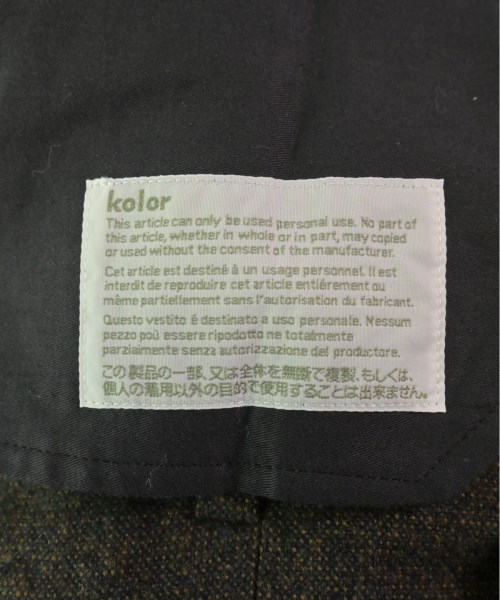 kolor
This article can only be used personal use. No part of
this article, whether in whole or in part, may copied
or used without the consent of the manufacturer.
Cet article est destiné à un usage personnel. Il est
interdit de reproduire cet article entiérement ou
même partiellement sans l'autorisation du fabricant.
Questo vestito é destinato a uso personale. Nessum
pezzo poù essere ripodotto ne totalmente
parziaimente senza autorizzazione del productore.
この製品の一部、又は全体を無断で複製、もしくは、
個人の着用以外の目的で使用することは出来ません。